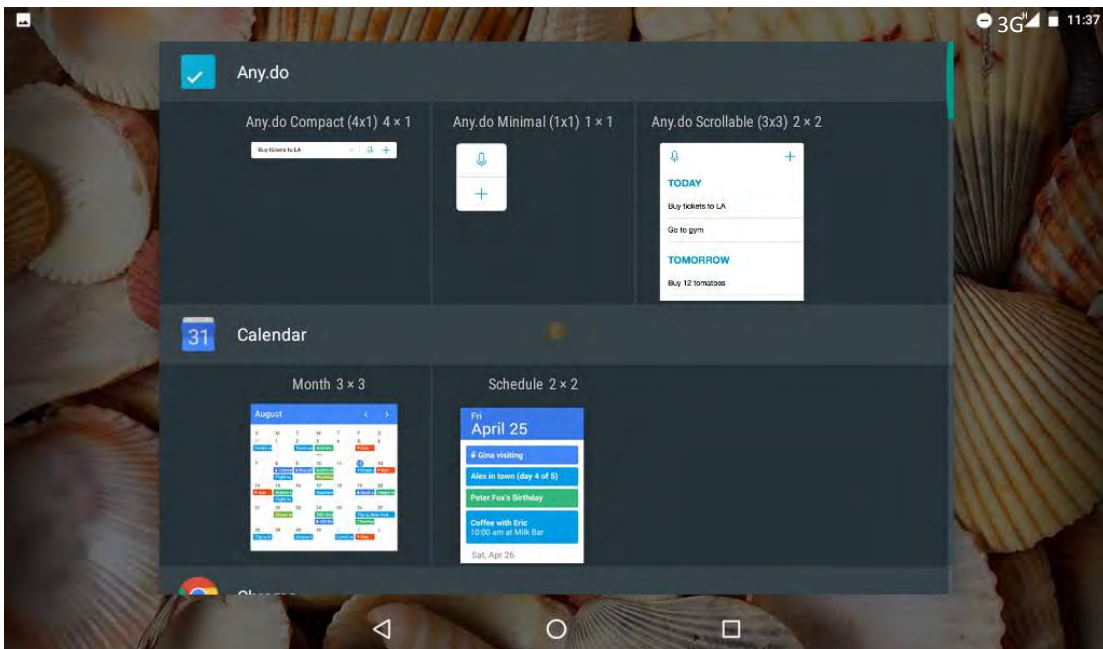 3G H 11:37
Any.do
Any.do Compact (4x1) 4 × 1
Any.do Minimal (1x1) 1 × 1
Any.do Scrollable (3x3) 2 × 2
Buy tickets to LA
TODAY
Buy tickets to LA
Go to gym
TOMORROW
Buy 12 tomatoes
31
Calendar
Month 3 × 3
Schedule 2 × 2
August
Fri
April 25
Gina visiting
Alex in town (day 4 of 5)
Peter Fox's Birthday
Coffee with Eric
10:00 am at Milk Bar
Sat, Apr 26
Chrome